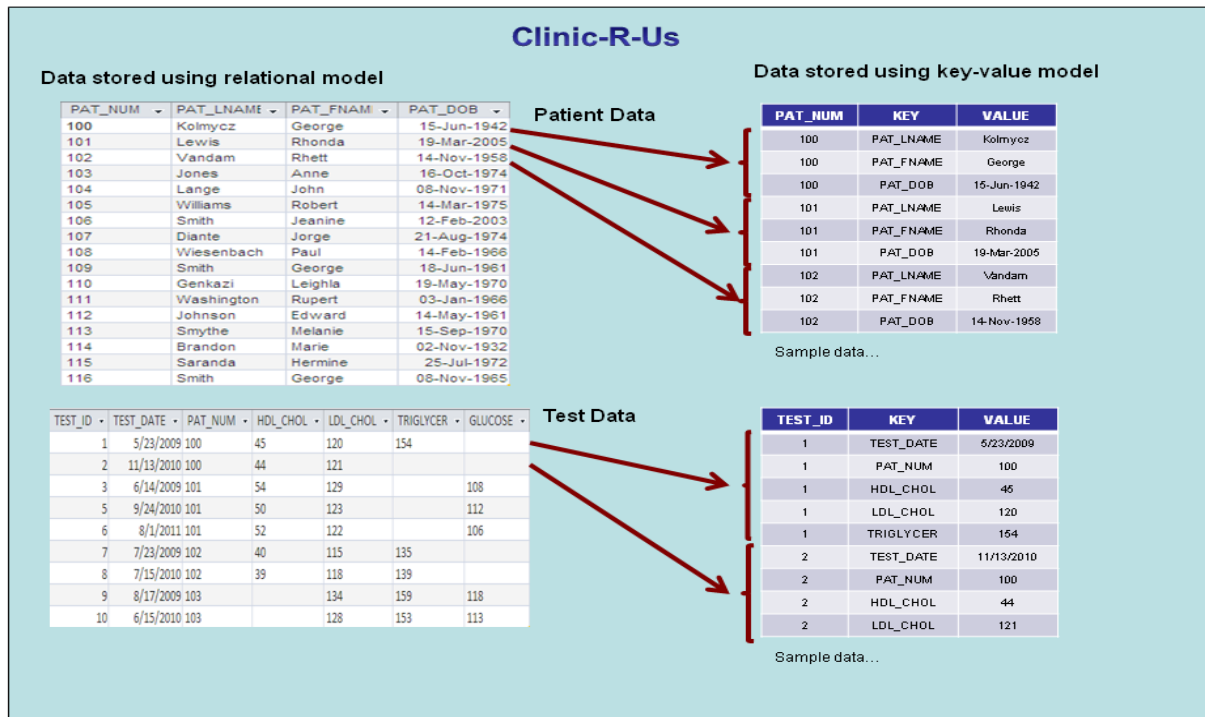 Clinic-R-Us
Data stored using relational model
PAT_NUM PAT_LNAME PAT_FNAM PAT_DOB
100 Kolmycz George 15-Jun-1942
101 Lewis Rhonda 19-Mar-2005
102 Vandam Rhett 14-Nov-1958
103 Jones Anne 16-Oct-1974
104 Lange John 08-Nov-1971
105 Williams Robert 14-Mar-1975
106 Smith Jeanine 12-Feb-2003
107 Diante Jorge 21-Aug-1974
108 Wiesenbach Paul 14-Feb-1966
109 Smith George 18-Jun-1961
110 Genkazi Leighla 19-May-1970
111 Washington Rupert 03-Jan-1966
112 Johnson Edward 14-May-1961
113 Smythe Melanie 15-Sep-1970
114 Brandon Marie 02-Nov-1932
115 Saranda Hermine 25-Jul-1972
116 Smith George 08-Nov-1965
Patient Data
Data stored using key-value model
PAT_NUM KEY VALUE
100 PAT_LNAME Kolmycz
100 PAT_FNAME George
100 PAT_DOB 15-Jun-1942
101 PAT_LNAME Lewis
101 PAT_FNAME Rhonda
101 PAT_DOB 19-Mar-2005
102 PAT_LNAME Vandam
102 PAT_FNAME Rhett
102 PAT_DOB 14-Nov-1958
Sample data...
TEST_ID TEST_DATE PAT_NUM HDL_CHOL LDL_CHOL TRIGLYCER GLUCOSE
1 5/23/2009 100 45 120 154
2 11/13/2010 100 44 121
3 6/14/2009 101 54 129 108
5 9/24/2010 101 50 123 112
6 8/1/2011 101 52 122 106
7 7/23/2009 102 40 115 135
8 7/15/2010 102 39 118 139
9 8/17/2009 103 134 159 118
10 6/15/2010 103 128 153 113
Test Data
TEST_ID KEY VALUE
1 TEST_DATE 5/23/2009
1 PAT_NUM 100
1 HDL_CHOL 45
1 LDL_CHOL 120
1 TRIGLYCER 154
2 TEST_DATE 11/13/2010
2 PAT_NUM 100
2 HDL_CHOL 44
2 LDL_CHOL 121
Sample data...